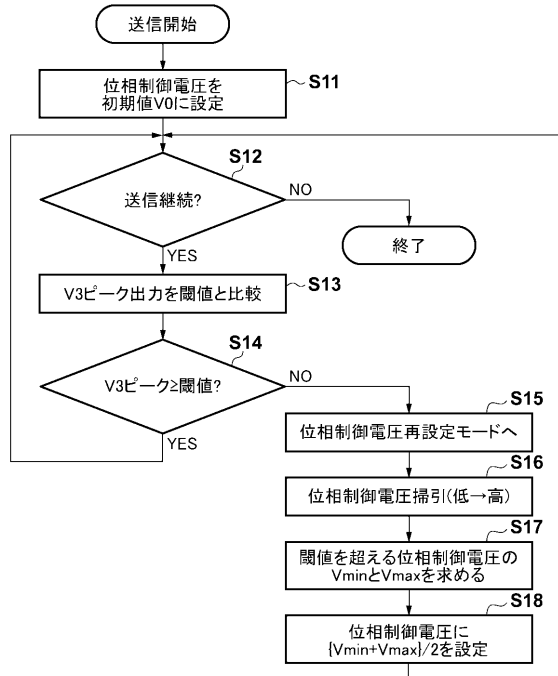 送信開始
S11
位相制御電圧を
初期値V0に設定
S12
送信継続?
NO
終了
YES
S13
V3ピーク出力を閾値と比較
S14
V3ピーク≥閾値?
NO
YES
S15
位相制御電圧再設定モードへ
S16
位相制御電圧掃引(低→高)
S17
閾値を超える位相制御電圧の
VminとVmaxを求める
S18
位相制御電圧に
{Vmin+Vmax}/2を設定